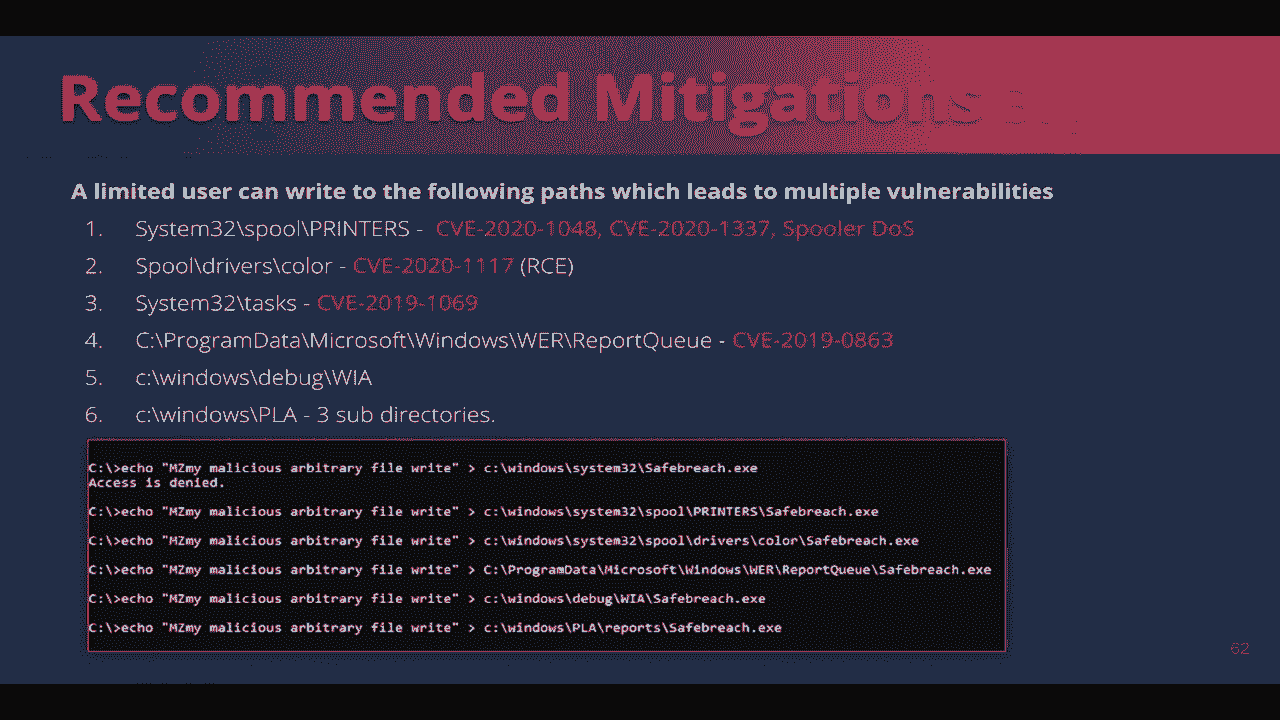 Recommended Mitigations
A limited user can write to the following paths which leads to multiple vulnerabilities
1. System32\spool\PRINTERS - CVE-2020-1048, CVE-2020-1337, Spooler DoS
2. Spool\drivers\color - CVE-2020-1117 (RCE)
3. System32\tasks - CVE-2019-1069
4. C:\ProgramData\Microsoft\Windows\WER\ReportQueue - CVE-2019-0863
5. c:\windows\debug\WIA
6. c:\windows\PLA - 3 sub directories.
C:\>echo "MZmy malicious arbitrary file write" > c:\windows\system32\Safebreach.exe
Access is denied.
C:\>echo "MZmy malicious arbitrary file write" > c:\windows\system32\spool\PRINTERS\Safebreach.exe
C:\>echo "MZmy malicious arbitrary file write" > c:\windows\system32\spool\drivers\color\Safebreach.exe
C:\>echo "MZmy malicious arbitrary file write" > C:\ProgramData\Microsoft\Windows\WER\ReportQueue\Safebreach.exe
C:\>echo "MZmy malicious arbitrary file write" > c:\windows\debug\WIA\Safebreach.exe
C:\>echo "MZmy malicious arbitrary file write" > c:\windows\PLA\reports\Safebreach.exe
62